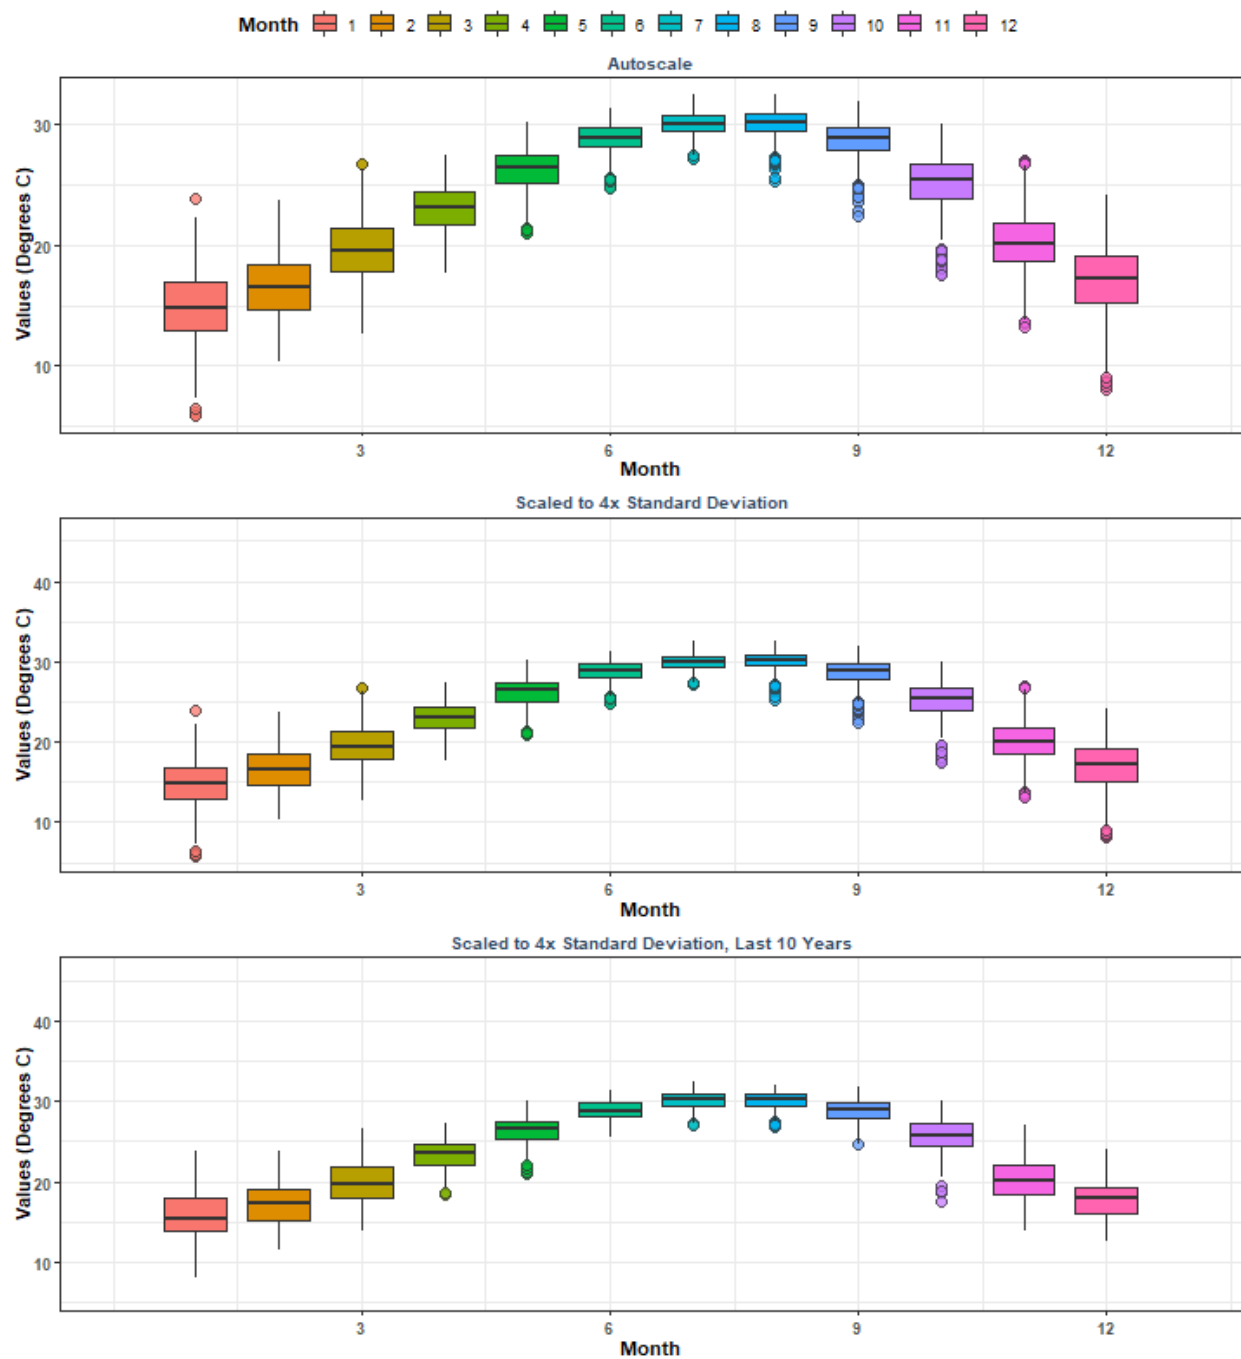 Month 1 2 3 4 5 6 7 8 9 10 11 12
Autoscale
Values (Degrees C)
30
20
10
3 6 9 12
Month
Scaled to 4x Standard Deviation
Values (Degrees C)
40
30
20
10
3 6 9 12
Month
Scaled to 4x Standard Deviation, Last 10 Years
Values (Degrees C)
40
30
20
10
3 6 9 12
Month